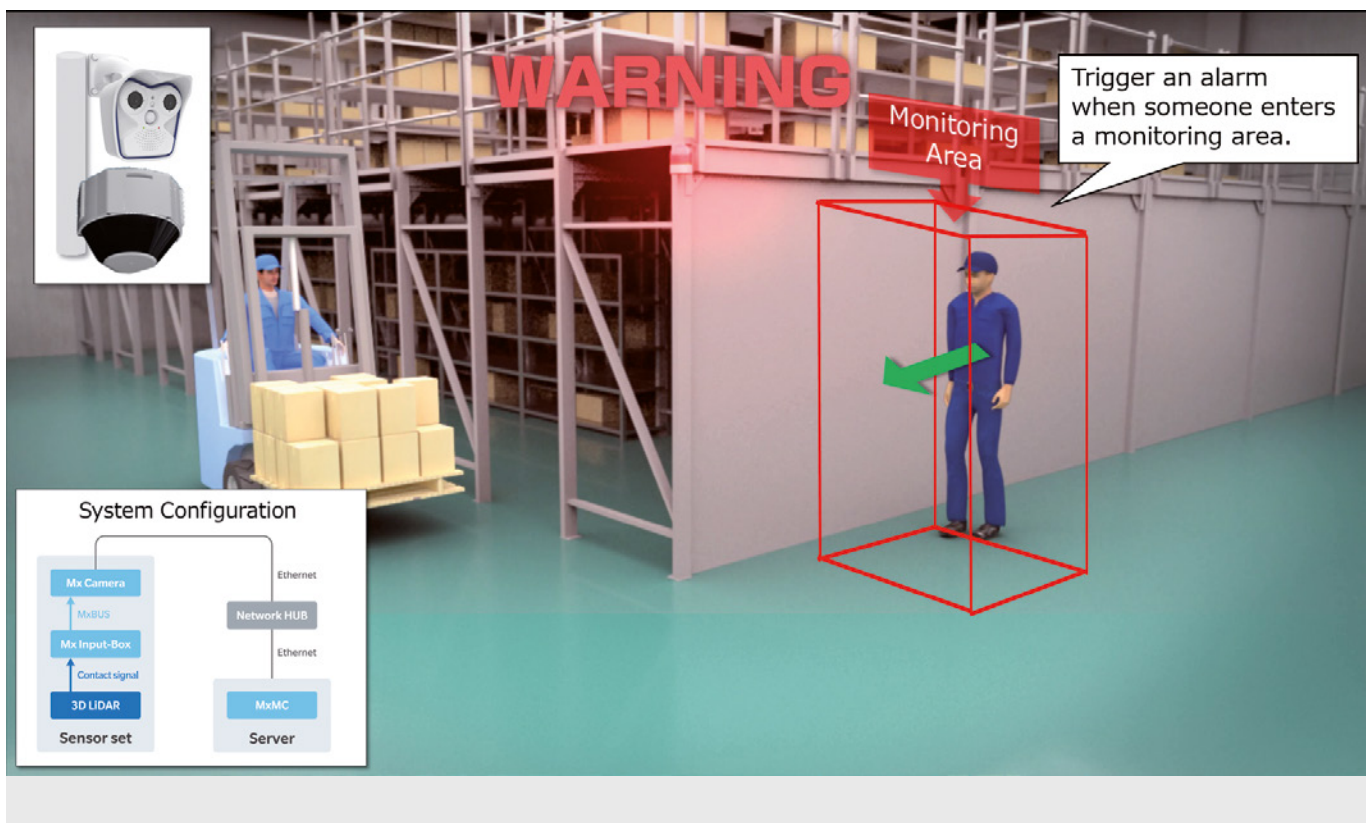 WARNING
Monitoring
Area
Trigger an alarm
when someone enters
a monitoring area.
System Configuration
Mx Camera
MxBUS
Mx Input-Box
Contact signal
3D LiDAR
Sensor set
Ethernet
Network HUB
Ethernet
MxMC
Server